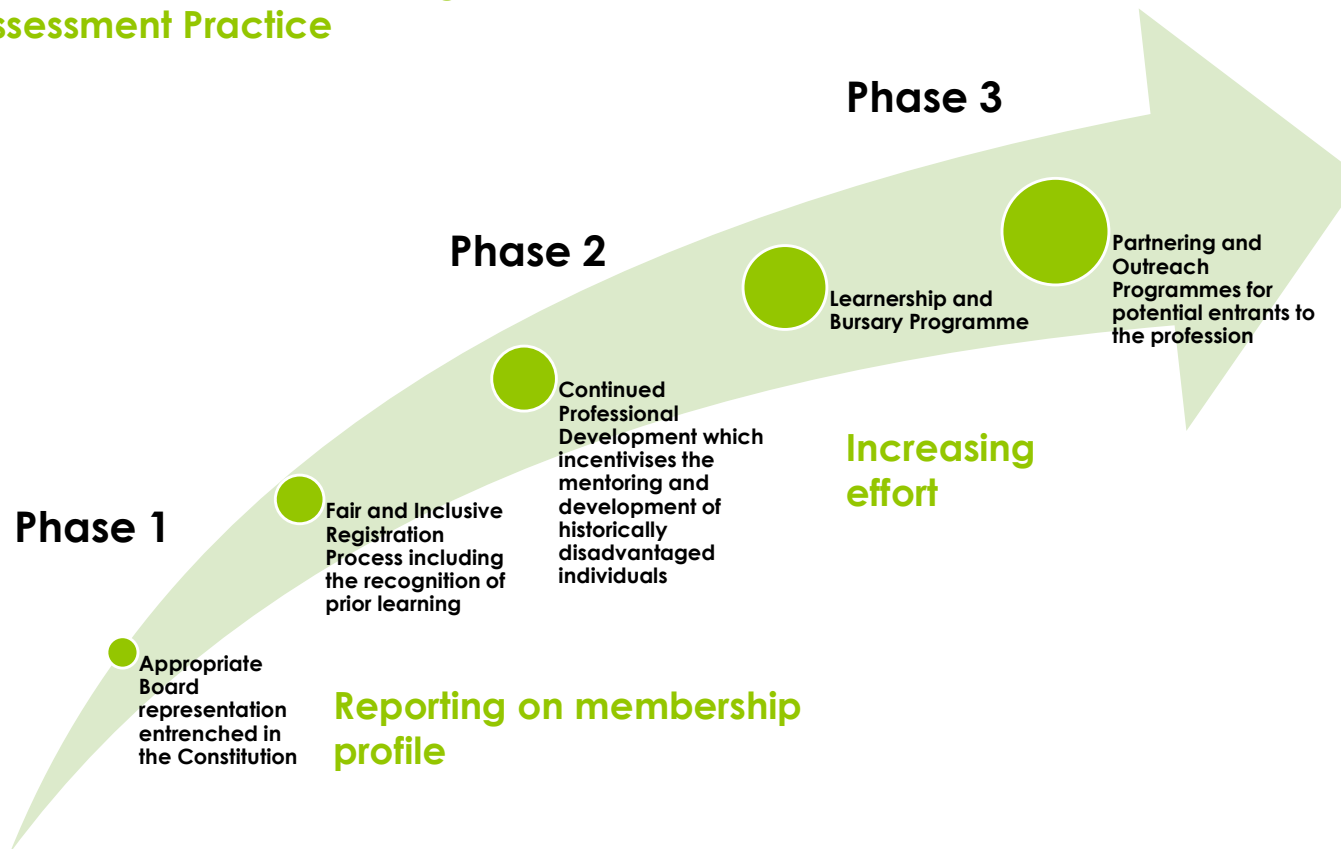 ssessment Practice
Phase 3
Phase 2
Phase 1
Partnering and
Outreach
Programmes for
potential entrants to
the profession
Learnership and
Bursary Programme
Continued
Professional
Development which
incentivises the
mentoring and
development of
historically
disadvantaged
individuals
Increasing
effort
Fair and Inclusive
Registration
Process including
the recognition of
prior learning
Appropriate
Board
representation
entrenched in
the Constitution
Reporting on membership
profile